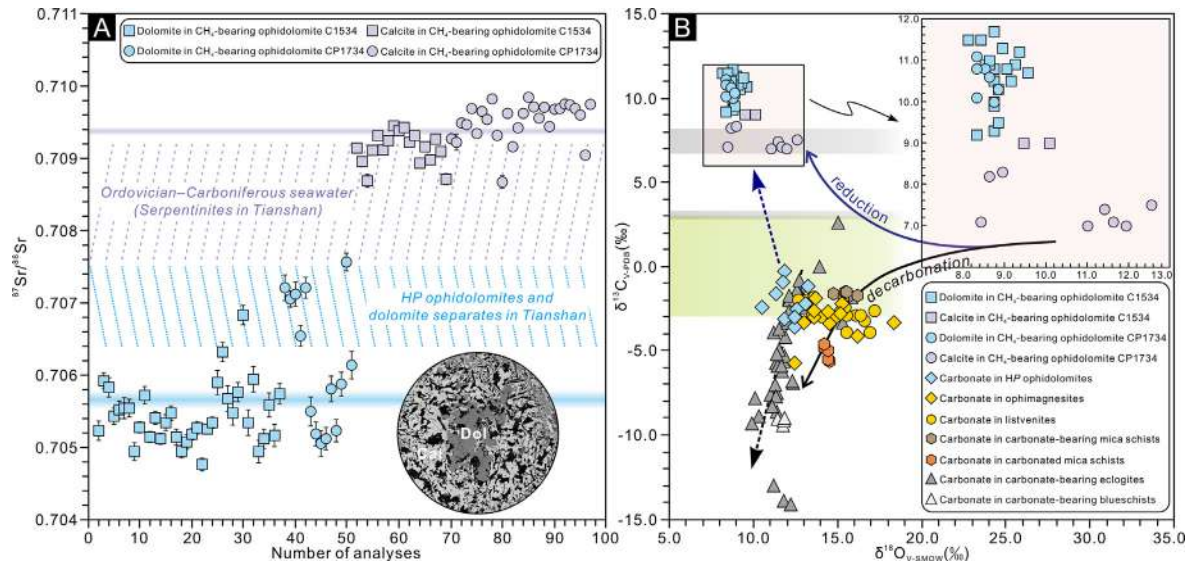 A
Dolomite in CH₄-bearing ophidolomite C1534
Calcite in CH₄-bearing ophidolomite C1534
Dolomite in CH₄-bearing ophidolomite CP1734
Calcite in CH₄-bearing ophidolomite CP1734
0.711
0.710
0.709
0.708
0.707
0.706
0.705
0.704
⁸⁷Sr/⁸⁶Sr
Ordovician–Carboniferous seawater
(Serpentinites in Tianshan)
HP ophidolomites and
dolomite separates in Tianshan
Dol
0 10 20 30 40 50 60 70 80 90 100
Number of analyses
B
15.0
10.0
5.0
0.0
-5.0
-10.0
-15.0
δ¹³C V-PDB (‰)
reduction
decarbonation
12.0
11.0
10.0
9.0
8.0
7.0
8.0 9.0 10.0 11.0 12.0 13.0
Dolomite in CH₄-bearing ophidolomite C1534
Calcite in CH₄-bearing ophidolomite C1534
Dolomite in CH₄-bearing ophidolomite CP1734
Calcite in CH₄-bearing ophidolomite CP1734
Carbonate in HP ophidolomites
Carbonate in ophimagnesites
Carbonate in listvenites
Carbonate in carbonate-bearing mica schists
Carbonate in carbonated mica schists
Carbonate in carbonate-bearing eclogites
Carbonate in carbonate-bearing blueschists
5.0 10.0 15.0 20.0 25.0 30.0 35.0
δ¹⁸O V-SMOW (‰)